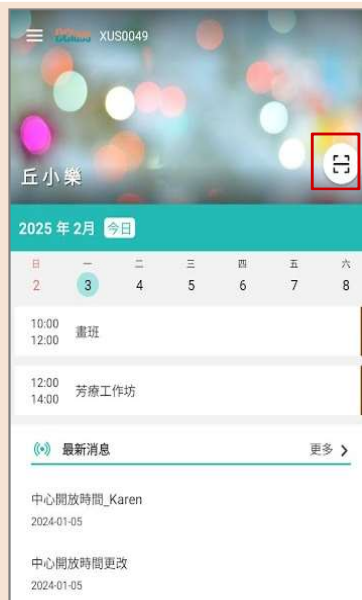 XUS0049
丘小樂
2025 年 2月 今日
日 一 二 三 四 五 六
2 3 4 5 6 7 8
10:00
12:00
畫班
12:00
14:00
芳療工作坊
最新消息 更多
中心開放時間_Karen
2024-01-05
中心開放時間更改
2024-01-05